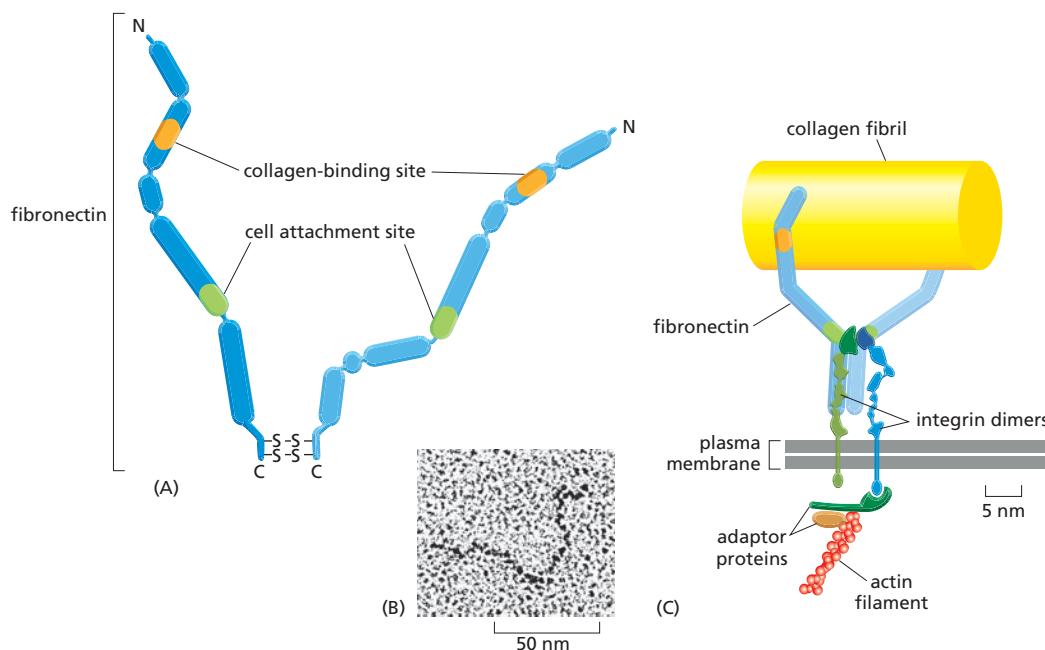 N
N
collagen-binding site
fibronectin
cell attachment site
S S
S S
C C
(A)
(B)
50 nm
collagen fibril
fibronectin
integrin dimers
plasma
membrane
5 nm
adaptor
proteins
actin
filament
(C)